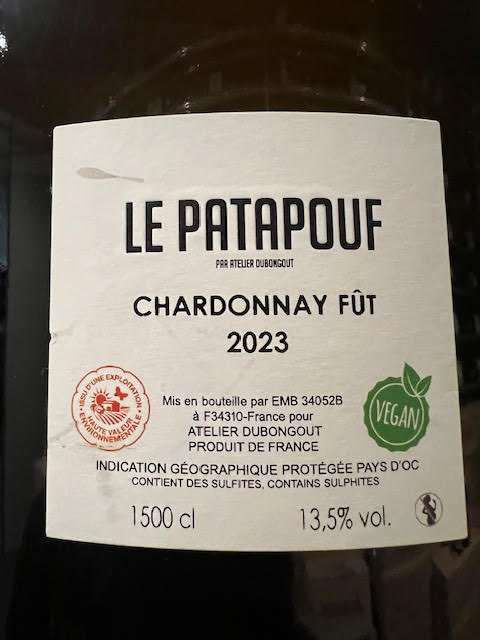 LE PATAPOUF
PAR ATELIER DUBONGOUT
CHARDONNAY FÛT
2023
ISSU D'UNE EXPLOITATION
HAUTE VALEUR
ENVIRONNEMENTALE
Mis en bouteille par EMB 34052B
à F34310-France pour
ATELIER DUBONGOUT
PRODUIT DE FRANCE
VEGAN
INDICATION GÉOGRAPHIQUE PROTÉGÉE PAYS D'OC
CONTIENT DES SULFITES, CONTAINS SULPHITES
1500 cl
13,5% vol.